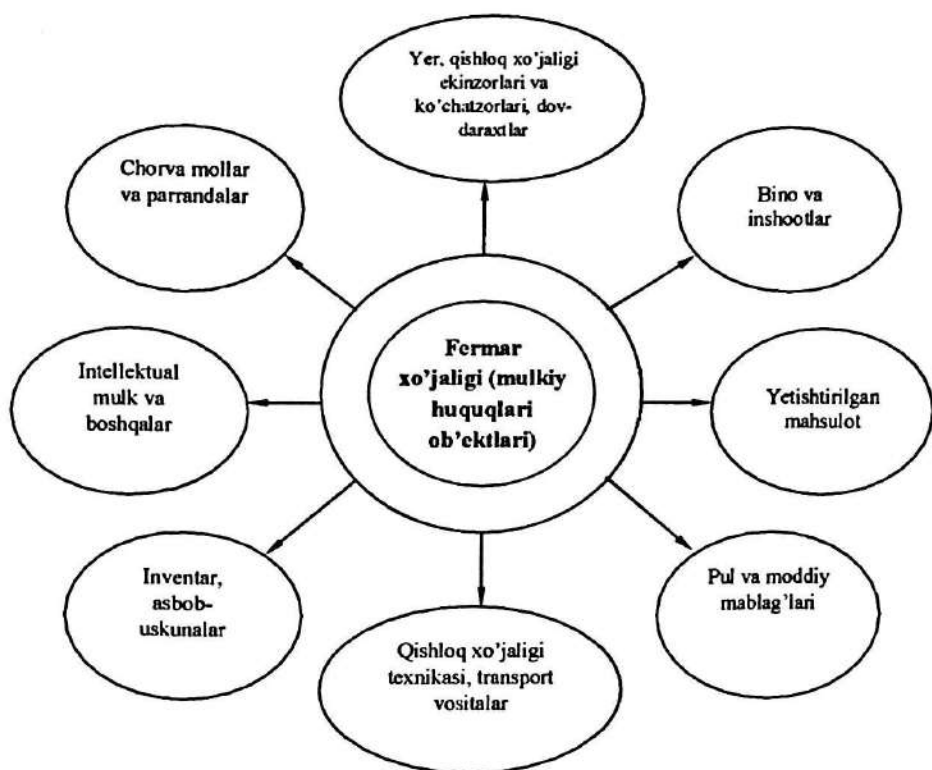 Yer, qishloq xo'jaligi
ekinzorlari va
ko'chatzorlari, dov-
daraxtlar
Chorva mollar
va parrandalar
Bino va
inshootlar
Fermar
xo'jaligi (mulkiy
huquqlari
ob'ektlari)
Intellektual
mulk va
boshqalar
Yetishtirilgan
mahsulot
Inventar,
asbob-
uskunalar
Pul va moddiy
mablag'lari
Qishloq xo'jaligi
texnikasi, transport
vositalar